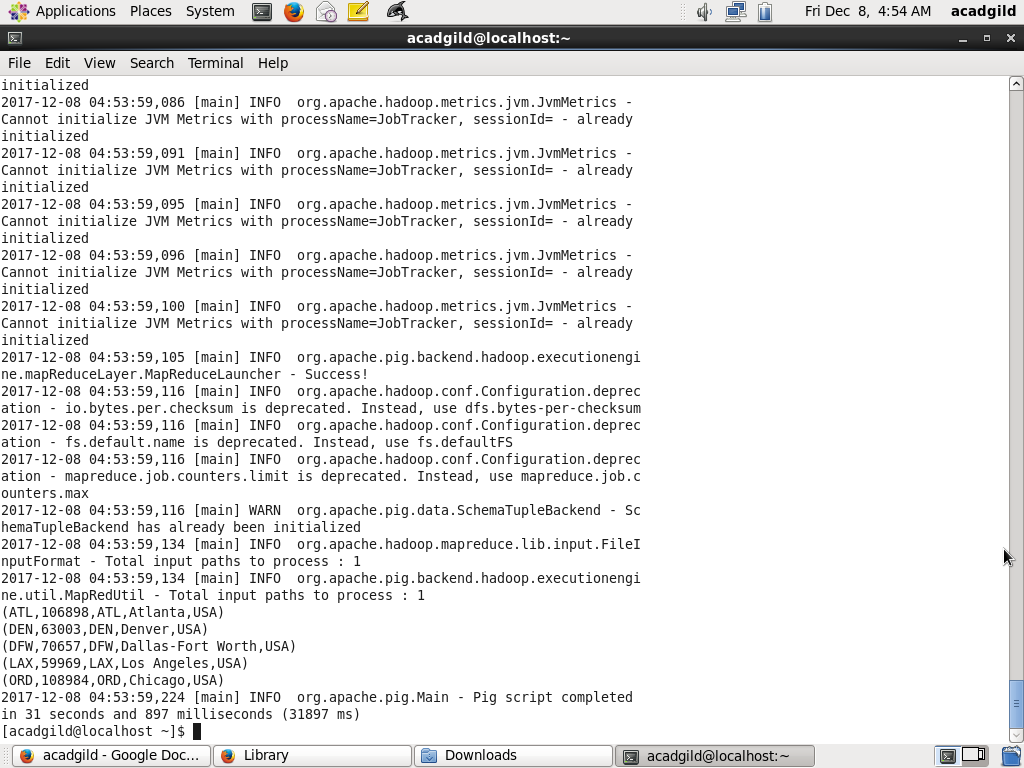 Applications Places System Fri Dec 8, 4:54 AM acadgild
acadgild@localhost:~
File Edit View Search Terminal Help
initialized
2017-12-08 04:53:59,086 [main] INFO  org.apache.hadoop.metrics.jvm.JvmMetrics -
Cannot initialize JVM Metrics with processName=JobTracker, sessionId= - already
initialized
2017-12-08 04:53:59,091 [main] INFO  org.apache.hadoop.metrics.jvm.JvmMetrics -
Cannot initialize JVM Metrics with processName=JobTracker, sessionId= - already
initialized
2017-12-08 04:53:59,095 [main] INFO  org.apache.hadoop.metrics.jvm.JvmMetrics -
Cannot initialize JVM Metrics with processName=JobTracker, sessionId= - already
initialized
2017-12-08 04:53:59,096 [main] INFO  org.apache.hadoop.metrics.jvm.JvmMetrics -
Cannot initialize JVM Metrics with processName=JobTracker, sessionId= - already
initialized
2017-12-08 04:53:59,100 [main] INFO  org.apache.hadoop.metrics.jvm.JvmMetrics -
Cannot initialize JVM Metrics with processName=JobTracker, sessionId= - already
initialized
2017-12-08 04:53:59,105 [main] INFO  org.apache.pig.backend.hadoop.executionengi
ne.mapReduceLayer.MapReduceLauncher - Success!
2017-12-08 04:53:59,116 [main] INFO  org.apache.hadoop.conf.Configuration.deprec
ation - io.bytes.per.checksum is deprecated. Instead, use dfs.bytes-per-checksum
2017-12-08 04:53:59,116 [main] INFO  org.apache.hadoop.conf.Configuration.deprec
ation - fs.default.name is deprecated. Instead, use fs.defaultFS
2017-12-08 04:53:59,116 [main] INFO  org.apache.hadoop.conf.Configuration.deprec
ation - mapreduce.job.counters.limit is deprecated. Instead, use mapreduce.job.c
ounters.max
2017-12-08 04:53:59,116 [main] WARN  org.apache.pig.data.SchemaTupleBackend - Sc
hemaTupleBackend has already been initialized
2017-12-08 04:53:59,134 [main] INFO  org.apache.hadoop.mapreduce.lib.input.FileI
nputFormat - Total input paths to process : 1
2017-12-08 04:53:59,134 [main] INFO  org.apache.pig.backend.hadoop.executionengi
ne.util.MapRedUtil - Total input paths to process : 1
(ATL,106898,ATL,Atlanta,USA)
(DEN,63003,DEN,Denver,USA)
(DFW,70657,DFW,Dallas-Fort Worth,USA)
(LAX,59969,LAX,Los Angeles,USA)
(ORD,108984,ORD,Chicago,USA)
2017-12-08 04:53:59,224 [main] INFO  org.apache.pig.Main - Pig script completed
in 31 seconds and 897 milliseconds (31897 ms)
[acadgild@localhost ~]$
acadgild - Google Doc... Library Downloads acadgild@localhost:~